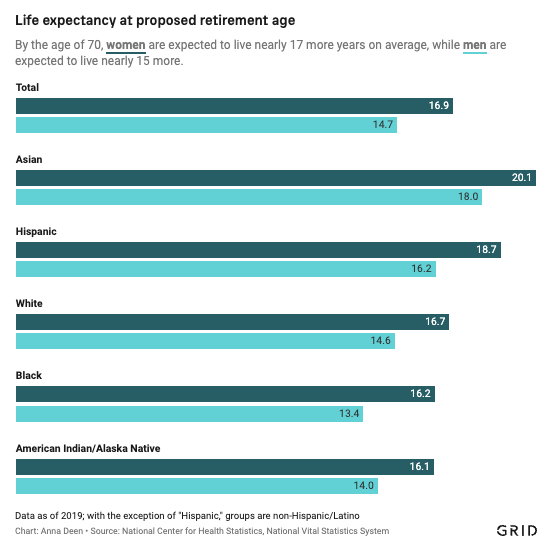 Life expectancy at proposed retirement age
By the age of 70, women are expected to live nearly 17 more years on average, while men are
expected to live nearly 15 more.
Total
16.9
14.7
Asian
20.1
18.0
Hispanic
18.7
16.2
White
16.7
14.6
Black
16.2
13.4
American Indian/Alaska Native
16.1
14.0
Data as of 2019; with the exception of "Hispanic," groups are non-Hispanic/Latino
Chart: Anna Deen • Source: National Center for Health Statistics, National Vital Statistics System
GRID